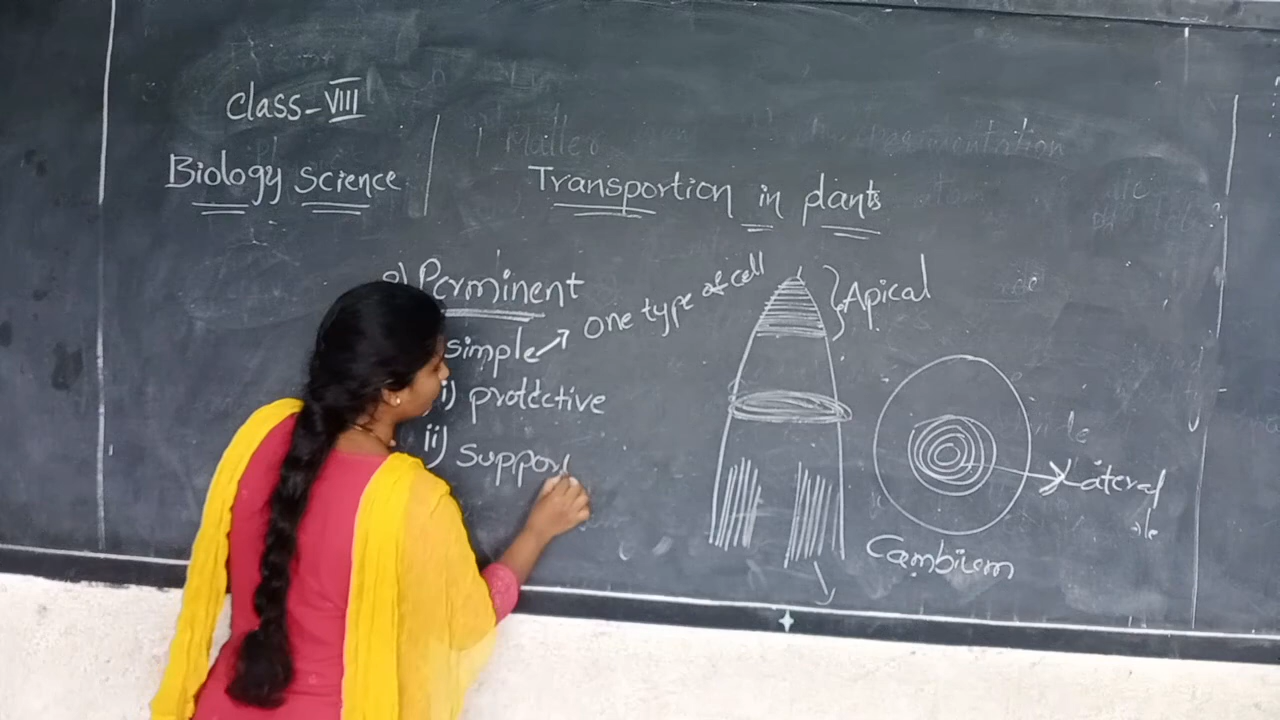 Class-VIII
Biology Science
Transportion in plants
Perminent
simple → One type of cell
i) protective
ii) Support
Apical
Lateral
Cambium